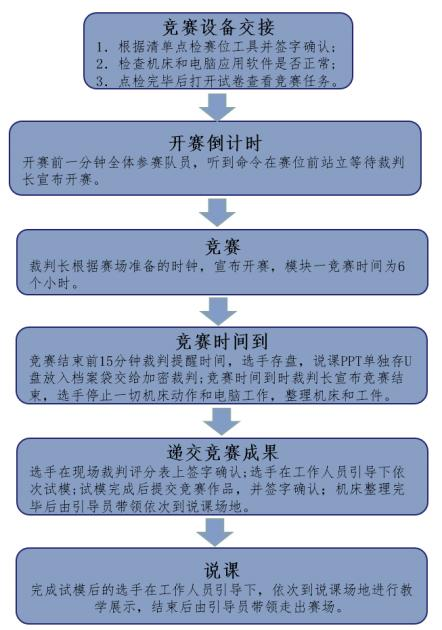 竞赛设备交接
1．根据清单点检赛位工具并签字确认;
2．检查机床和电脑应用软件是否正常;
3．点检完毕后打开试卷查看竞赛任务。
开赛倒计时
开赛前一分钟全体参赛队员，听到命令在赛位前站立等待裁判
长宣布开赛。
竞赛
裁判长根据赛场准备的时钟，宣布开赛，模块一竞赛时间为6
个小时。
竞赛时间到
竞赛结束前15分钟裁判提醒时间，选手存盘，说课PPT单独存U
盘放入档案袋交给加密裁判;竞赛时间到时裁判长宣布竞赛结
束，选手停止一切机床动作和电脑工作，整理机床和工件。
递交竞赛成果
选手在现场裁判评分表上签字确认;选手在工作人员引导下依
次试模;试模完成后提交竞赛作品，并签字确认；机床整理完
毕后由引导员带领依次到说课场地。
说课
完成试模后的选手在工作人员引导下，依次到说课场地进行教
学展示，结束后由引导员带领走出赛场。